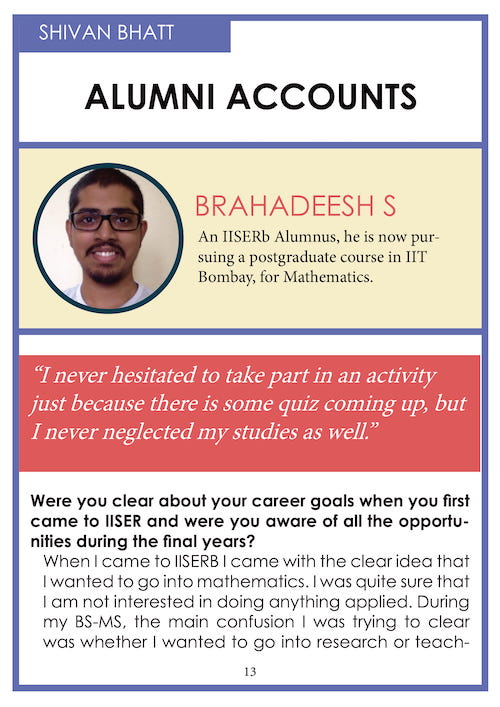 SHIVAN BHATT
ALUMNI ACCOUNTS
BRAHADEESH S
An IISERb Alumnus, he is now pur-
suing a postgraduate course in IIT
Bombay, for Mathematics.
“I never hesitated to take part in an activity
just because there is some quiz coming up, but
I never neglected my studies as well.”
Were you clear about your career goals when you first
came to IISER and were you aware of all the opportu-
nities during the final years?
When I came to IISERB I came with the clear idea that
I wanted to go into mathematics. I was quite sure that
I am not interested in doing anything applied. During
my BS-MS, the main confusion I was trying to clear
was whether I wanted to go into research or teach-
13